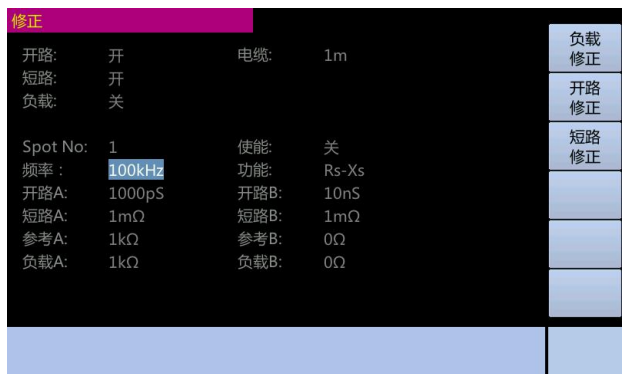 修正
开路: 开 电缆: 1m
短路: 开
负载: 关
Spot No: 1 使能: 关
频率： 100kHz 功能: Rs-Xs
开路A: 1000pS 开路B: 10nS
短路A: 1mΩ 短路B: 1mΩ
参考A: 1kΩ 参考B: 0Ω
负载A: 1kΩ 负载B: 0Ω
负载
修正
开路
修正
短路
修正